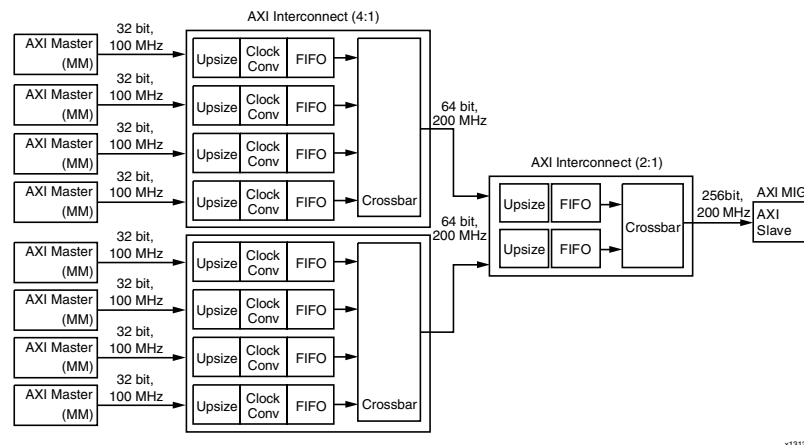 AXI Interconnect (4:1)
AXI Master
(MM)
32 bit,
100 MHz
Upsize
Clock
Conv
FIFO
AXI Master
(MM)
32 bit,
100 MHz
Upsize
Clock
Conv
FIFO
AXI Master
(MM)
32 bit,
100 MHz
Upsize
Clock
Conv
FIFO
AXI Master
(MM)
32 bit,
100 MHz
Upsize
Clock
Conv
FIFO
Crossbar
64 bit,
200 MHz
AXI Master
(MM)
32 bit,
100 MHz
Upsize
Clock
Conv
FIFO
AXI Master
(MM)
32 bit,
100 MHz
Upsize
Clock
Conv
FIFO
AXI Master
(MM)
32 bit,
100 MHz
Upsize
Clock
Conv
FIFO
AXI Master
(MM)
32 bit,
100 MHz
Upsize
Clock
Conv
FIFO
Crossbar
64 bit,
200 MHz
AXI Interconnect (2:1)
Upsize
FIFO
Upsize
FIFO
Crossbar
256bit,
200 MHz
AXI MIG
AXI
Slave